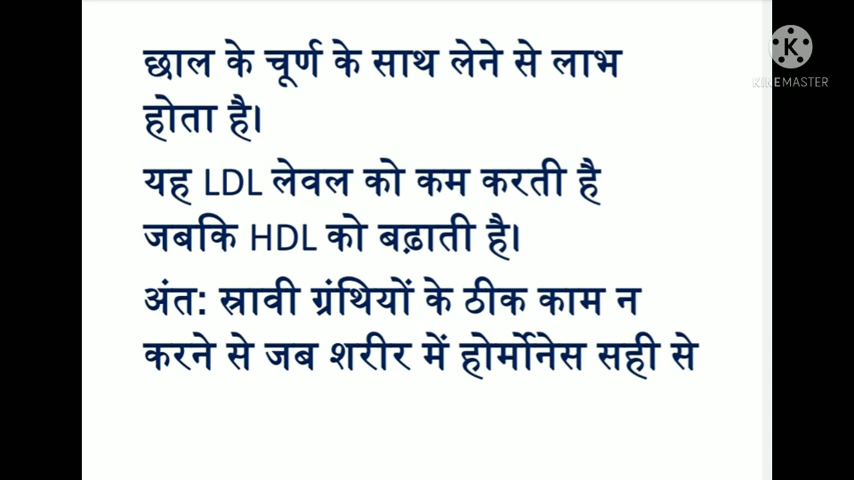 छाल के चूर्ण के साथ लेने से लाभ
होता है।
यह LDL लेवल को कम करती है
जबकि HDL को बढ़ाती है।
अंत: स्रावी ग्रंथियों के ठीक काम न
करने से जब शरीर में होर्मोनेस सही से
K
KINEMASTER